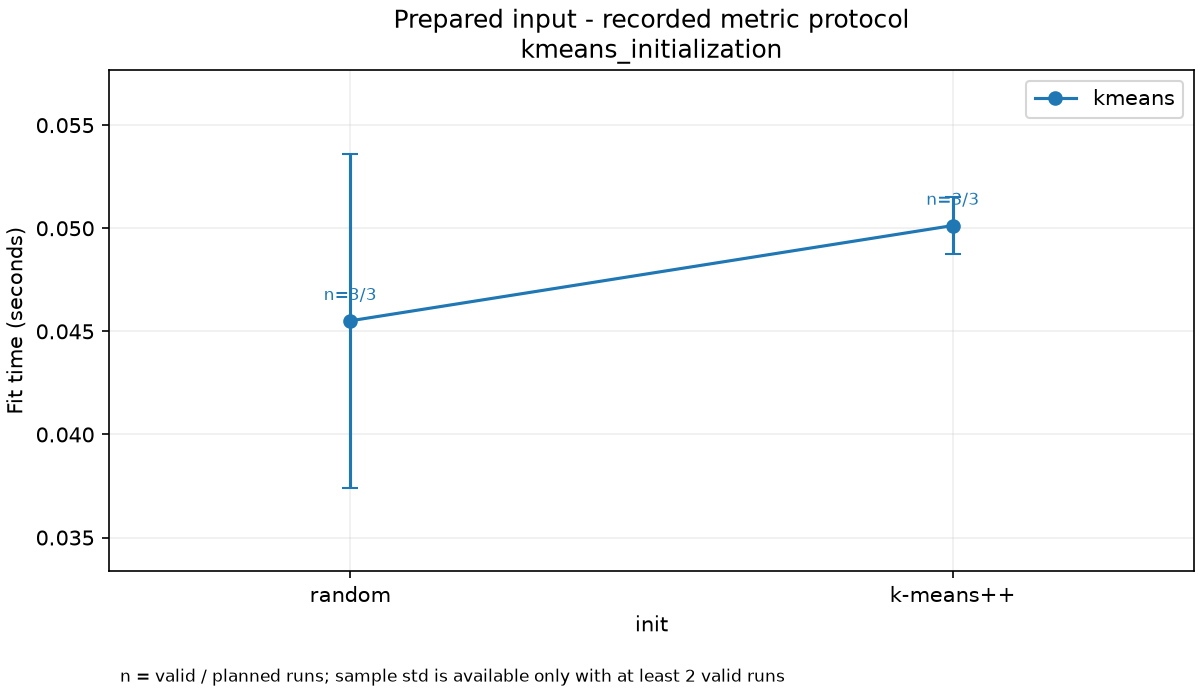 Prepared input - recorded metric protocol
kmeans_initialization
kmeans
0.055
0.050
0.045
0.040
0.035
Fit time (seconds)
n=3/3
n=3/3
random
k-means++
init
n = valid / planned runs; sample std is available only with at least 2 valid runs